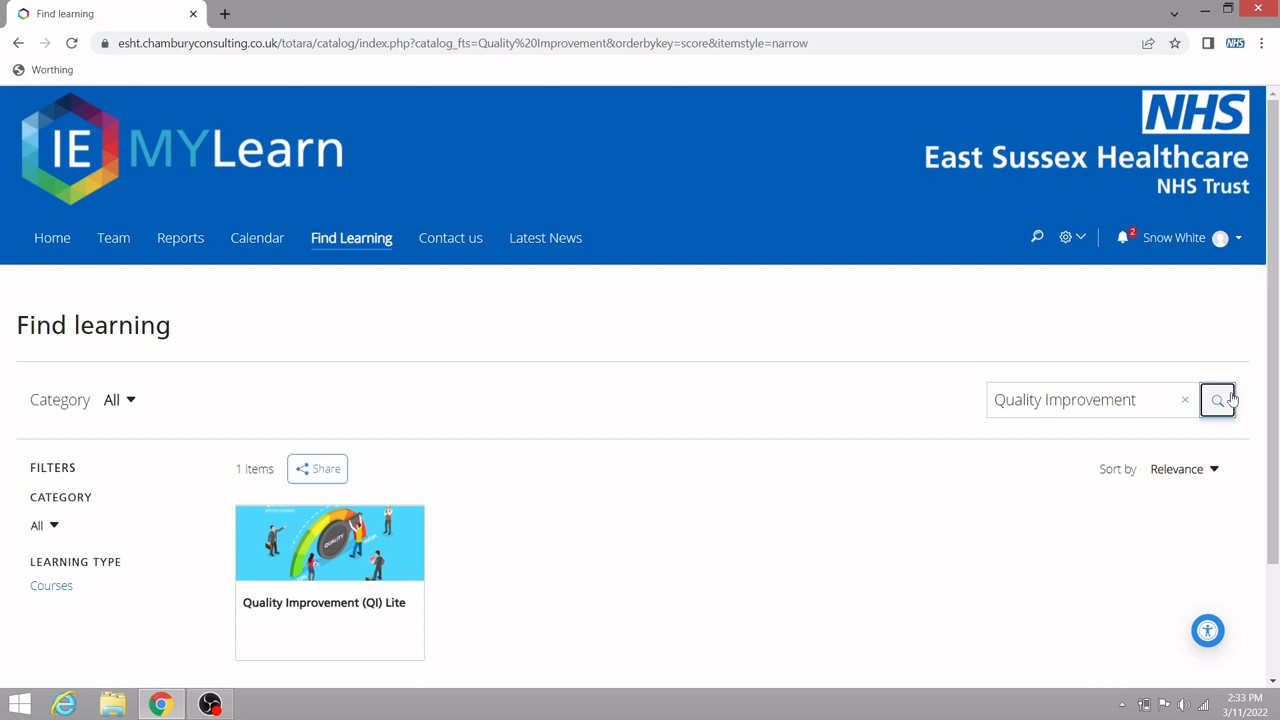 Find learning
esht.chamburyconsulting.co.uk/totara/catalog/index.php?catalog_fts=Quality%20Improvement&orderbykey=score&itemstyle=narrow
NHS
Worthing
IE MYLearn
NHS
East Sussex Healthcare
NHS Trust
Home Team Reports Calendar Find Learning Contact us Latest News
2
Snow White
Find learning
Category All
Quality Improvement
FILTERS
1 items
Share
Sort by Relevance
CATEGORY
All
LEARNING TYPE
Courses
QUALITY
Quality Improvement (QI) Lite
2:33 PM
3/11/2022